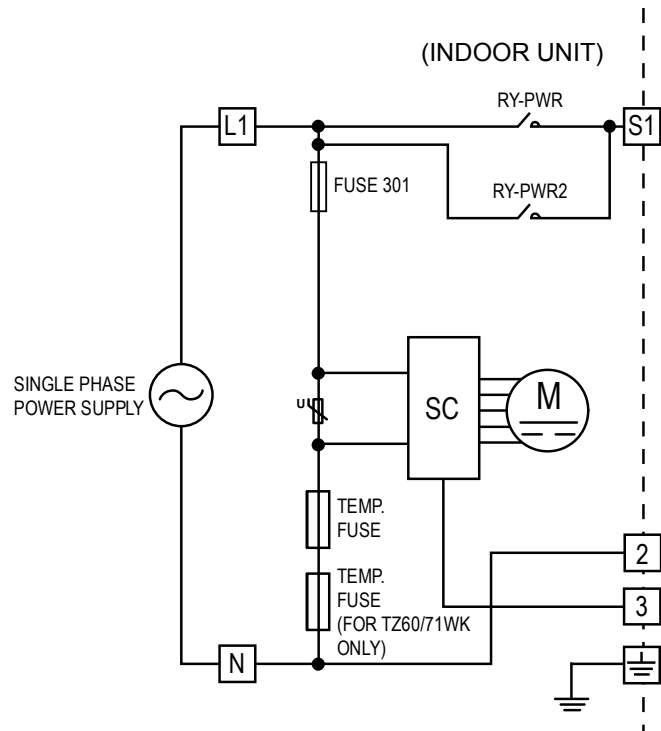 (INDOOR UNIT)
RY-PWR
L1
S1
FUSE 301
RY-PWR2
SINGLE PHASE
POWER SUPPLY
U
SC
M
TEMP.
FUSE
2
TEMP.
FUSE
(FOR TZ60/71WK
ONLY)
3
N